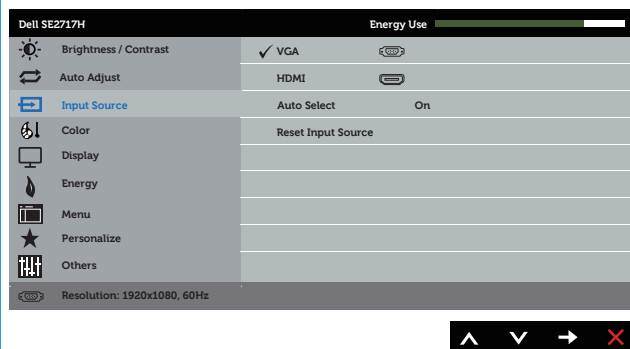 Dell SE2717H Energy Use
Brightness / Contrast
Auto Adjust
Input Source
Color
Display
Energy
Menu
Personalize
Others
VGA
HDMI
Auto Select On
Reset Input Source
Resolution: 1920x1080, 60Hz